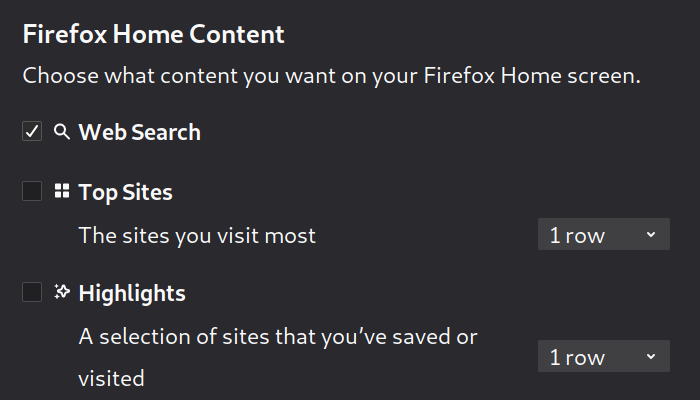 Firefox Home Content
Choose what content you want on your Firefox Home screen.
Web Search
Top Sites
The sites you visit most
1 row
Highlights
A selection of sites that you’ve saved or
visited
1 row